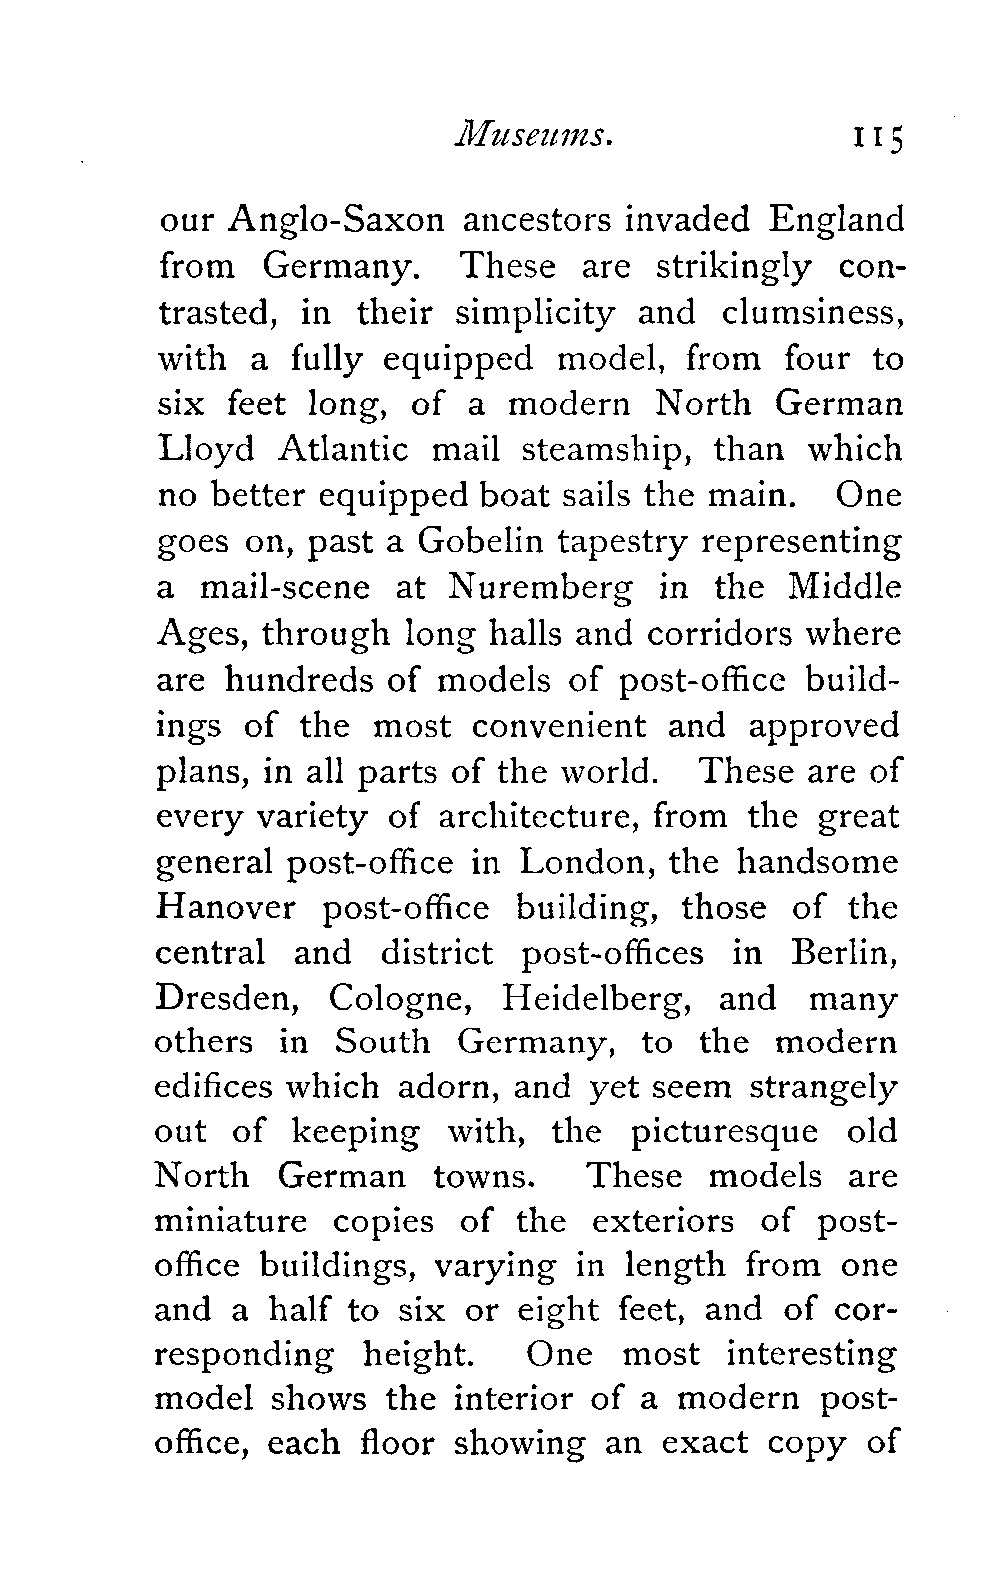 Museums. 115
our Anglo-Saxon ancestors invaded England
from Germany. These are strikingly con-
trasted, in their simplicity and clumsiness,
with a fully equipped model, from four to
six feet long, of a modern North German
Lloyd Atlantic mail steamship, than which
no better equipped boat sails the main. One
goes on, past a Gobelin tapestry representing
a mail-scene at Nuremberg in the Middle
Ages, through long halls and corridors where
are hundreds of models of post-office build-
ings of the most convenient and approved
plans, in all parts of the world. These are of
every variety of architecture, from the great
general post-office in London, the handsome
Hanover post-office building, those of the
central and district post-offices in Berlin,
Dresden, Cologne, Heidelberg, and many
others in South Germany, to the modern
edifices which adorn, and yet seem strangely
out of keeping with, the picturesque old
North German towns. These models are
miniature copies of the exteriors of post-
office buildings, varying in length from one
and a half to six or eight feet, and of cor-
responding height. One most interesting
model shows the interior of a modern post-
office, each floor showing an exact copy of